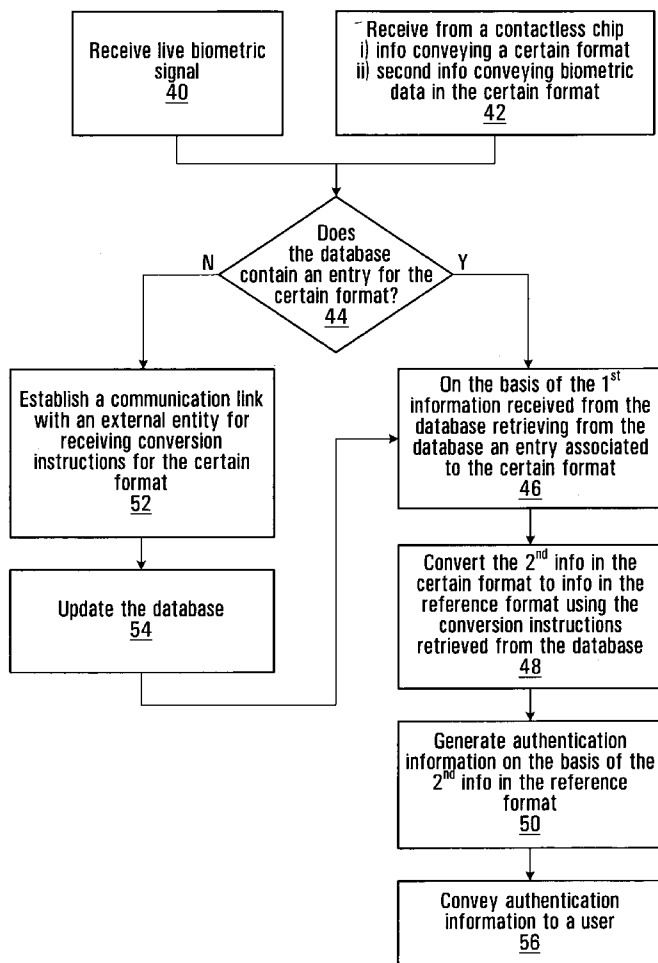 Receive live biometric
signal
40
Receive from a contactless chip
i) info conveying a certain format
ii) second info conveying biometric
data in the certain format
42
Does
the database
contain an entry for the
certain format?
44
N
Y
Establish a communication link
with an external entity for
receiving conversion
instructions for the certain
format
52
Update the database
54
On the basis of the 1st
information received from the
database retrieving from the
database an entry associated
to the certain format
46
Convert the 2nd info in the
certain format to info in the
reference format using the
conversion instructions
retrieved from the database
48
Generate authentication
information on the basis of the
2nd info in the reference
format
50
Convey authentication
information to a user
56